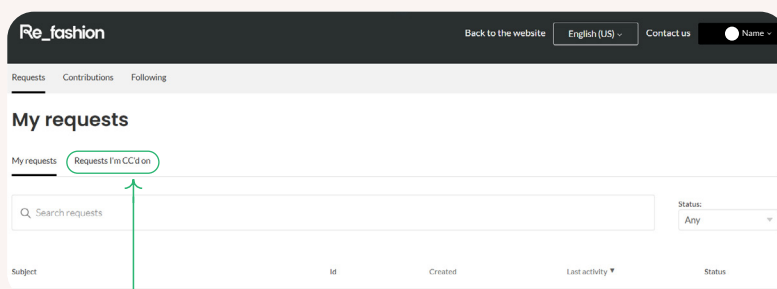 Re_fashion
Back to the website English (US) Contact us Name
Requests Contributions Following
My requests
My requests Requests I'm CC'd on
Search requests
Status:
Any
Subject Id Created Last activity Status